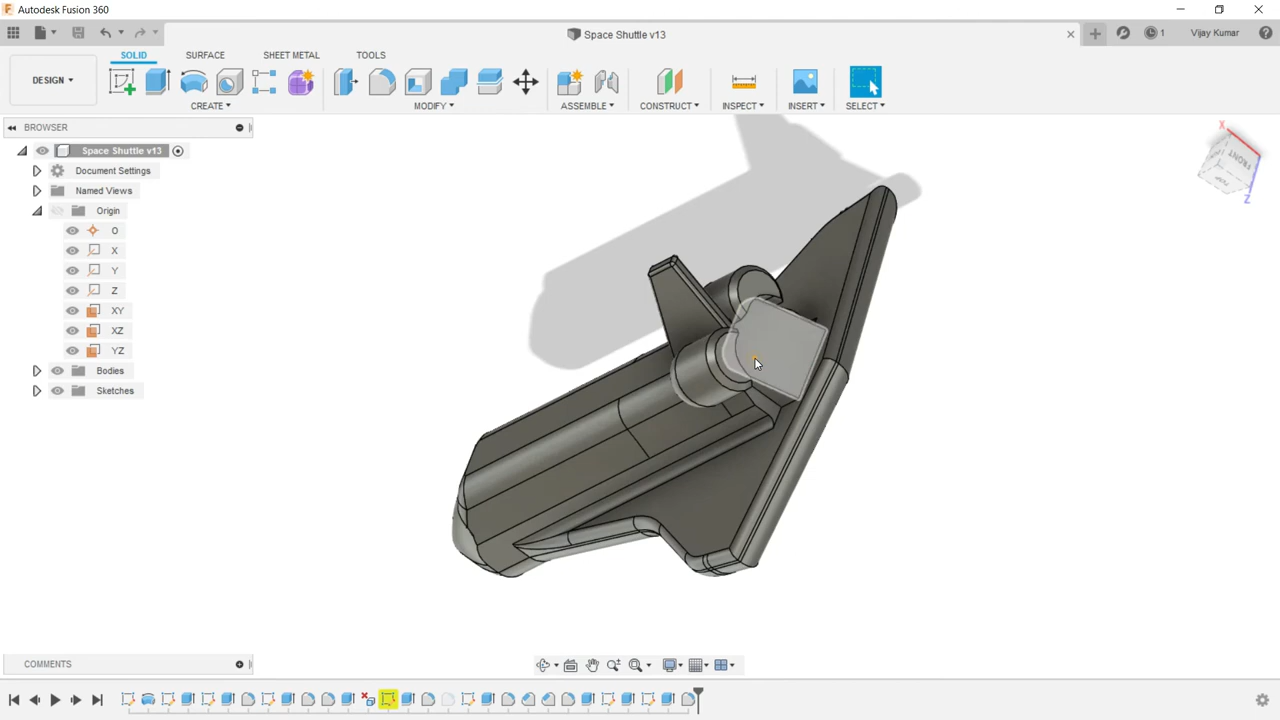 Autodesk Fusion 360
Space Shuttle v13
1
Vijay Kumar
DESIGN
SOLID
SURFACE
SHEET METAL
TOOLS
CREATE
MODIFY
ASSEMBLE
CONSTRUCT
INSPECT
INSERT
SELECT
BROWSER
Space Shuttle v13
Document Settings
Named Views
Origin
O
X
Y
Z
XY
XZ
YZ
Bodies
Sketches
X
FRONT
Z
COMMENTS